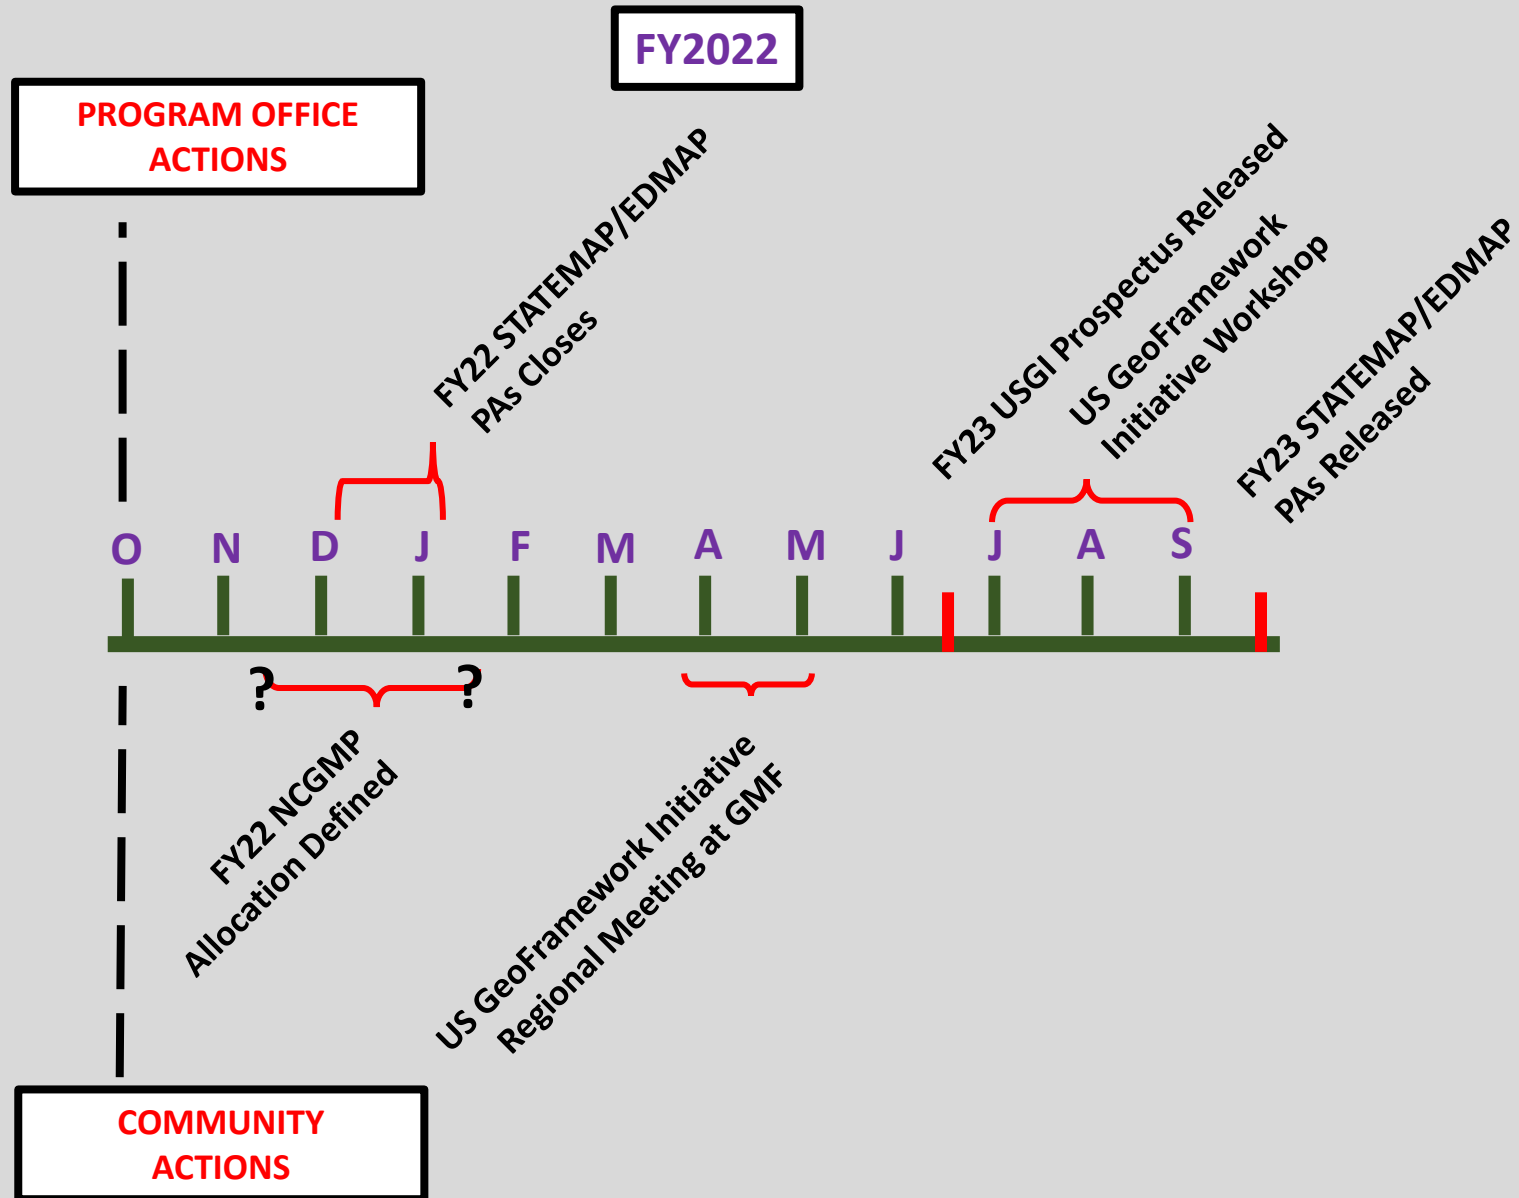 FY2022
PROGRAM OFFICE
ACTIONS
FY22 STATEMAP/EDMAP
PAs Closes
FY23 USGI Prospectus Released
US GeoFramework
Initiative Workshop
FY23 STATEMAP/EDMAP
PAs Released
O N D J F M A M J J A S
? ?
FY22 NCGMP
Allocation Defined
US GeoFramework Initiative
Regional Meeting at GMF
COMMUNITY
ACTIONS